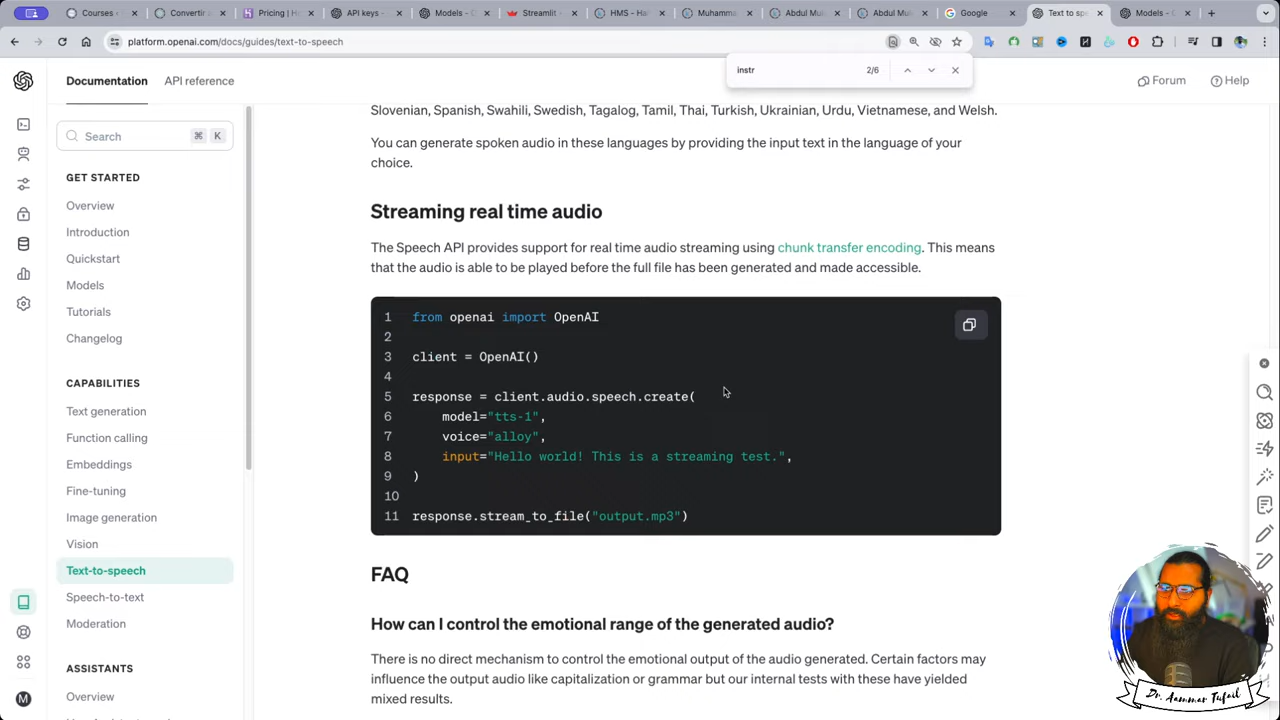 Convertir
Pricing | H
API keys -
Models - C
Streamlit -
HMS - Hal
Muhamma
Abdul Mu
Abdul Mu
Google
Text to sp
Models - C
platform.openai.com/docs/guides/text-to-speech
instr 2/6
Documentation API reference
Forum Help
Search ⌘ K
GET STARTED
Overview
Introduction
Quickstart
Models
Tutorials
Changelog
CAPABILITIES
Text generation
Function calling
Embeddings
Fine-tuning
Image generation
Vision
Text-to-speech
Speech-to-text
Moderation
ASSISTANTS
Overview
M
Slovenian, Spanish, Swahili, Swedish, Tagalog, Tamil, Thai, Turkish, Ukrainian, Urdu, Vietnamese, and Welsh.
You can generate spoken audio in these languages by providing the input text in the language of your
choice.
Streaming real time audio
The Speech API provides support for real time audio streaming using chunk transfer encoding. This means
that the audio is able to be played before the full file has been generated and made accessible.
1 from openai import OpenAI
2
3 client = OpenAI()
4
5 response = client.audio.speech.create(
6 model="tts-1",
7 voice="alloy",
8 input="Hello world! This is a streaming test.",
9 )
10
11 response.stream_to_file("output.mp3")
FAQ
How can I control the emotional range of the generated audio?
There is no direct mechanism to control the emotional output of the audio generated. Certain factors may
influence the output audio like capitalization or grammar but our internal tests with these have yielded
mixed results.
Dr. Aammar Tufail